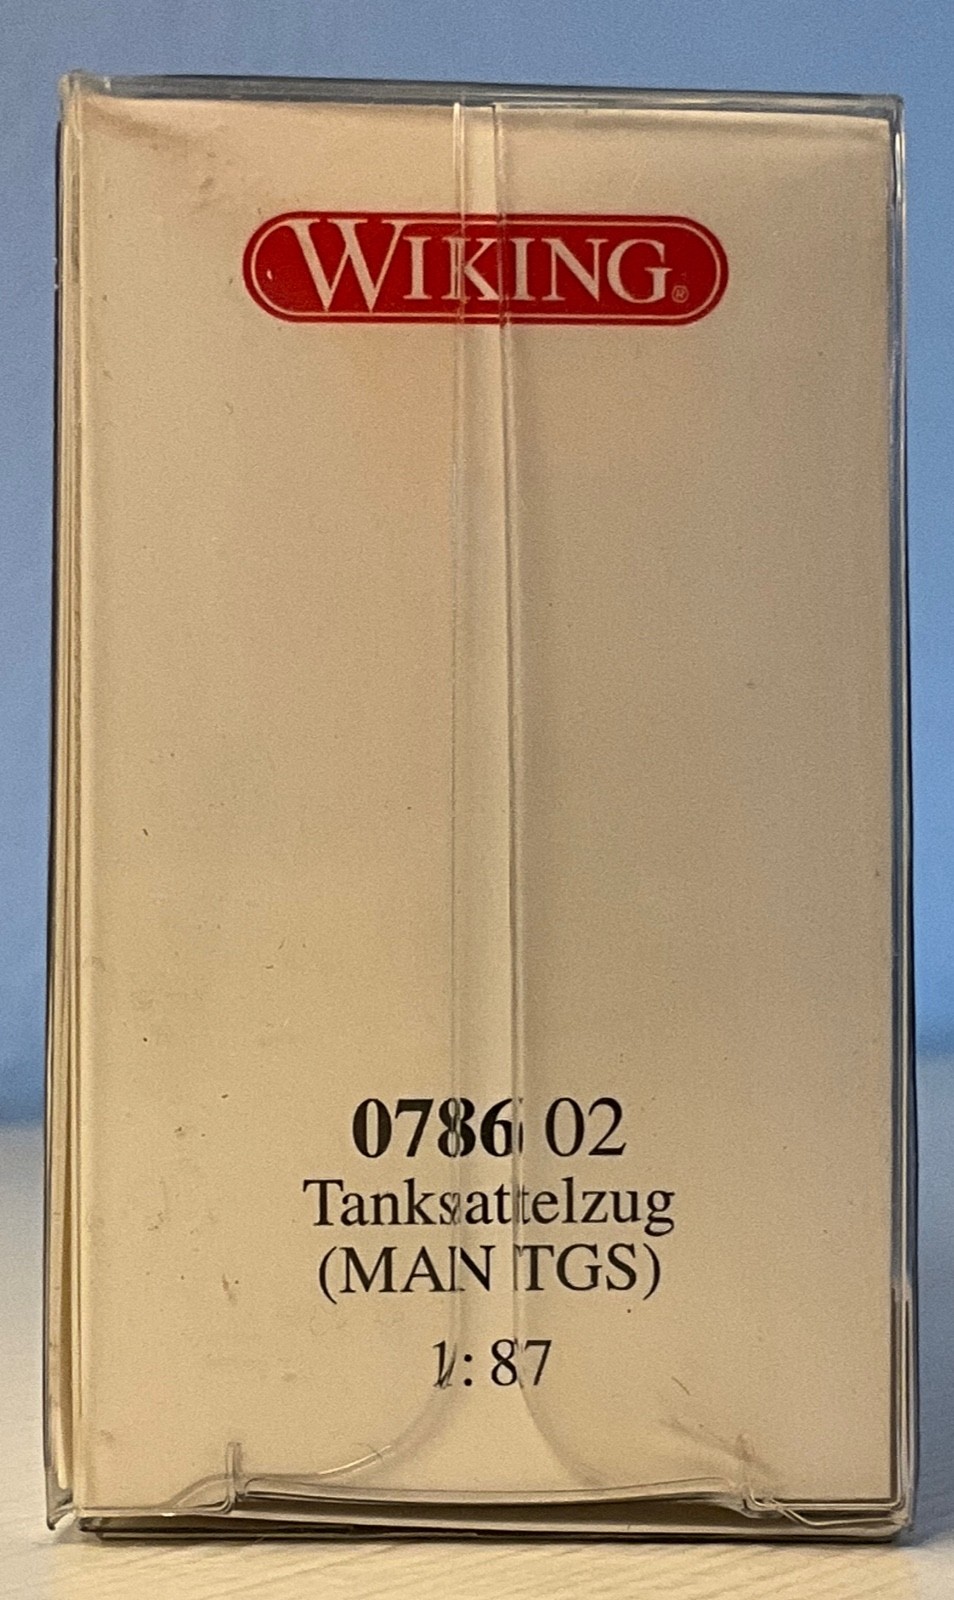 WIKING®
0786 02
Tanksattelzug
(MAN TGS)
1:87